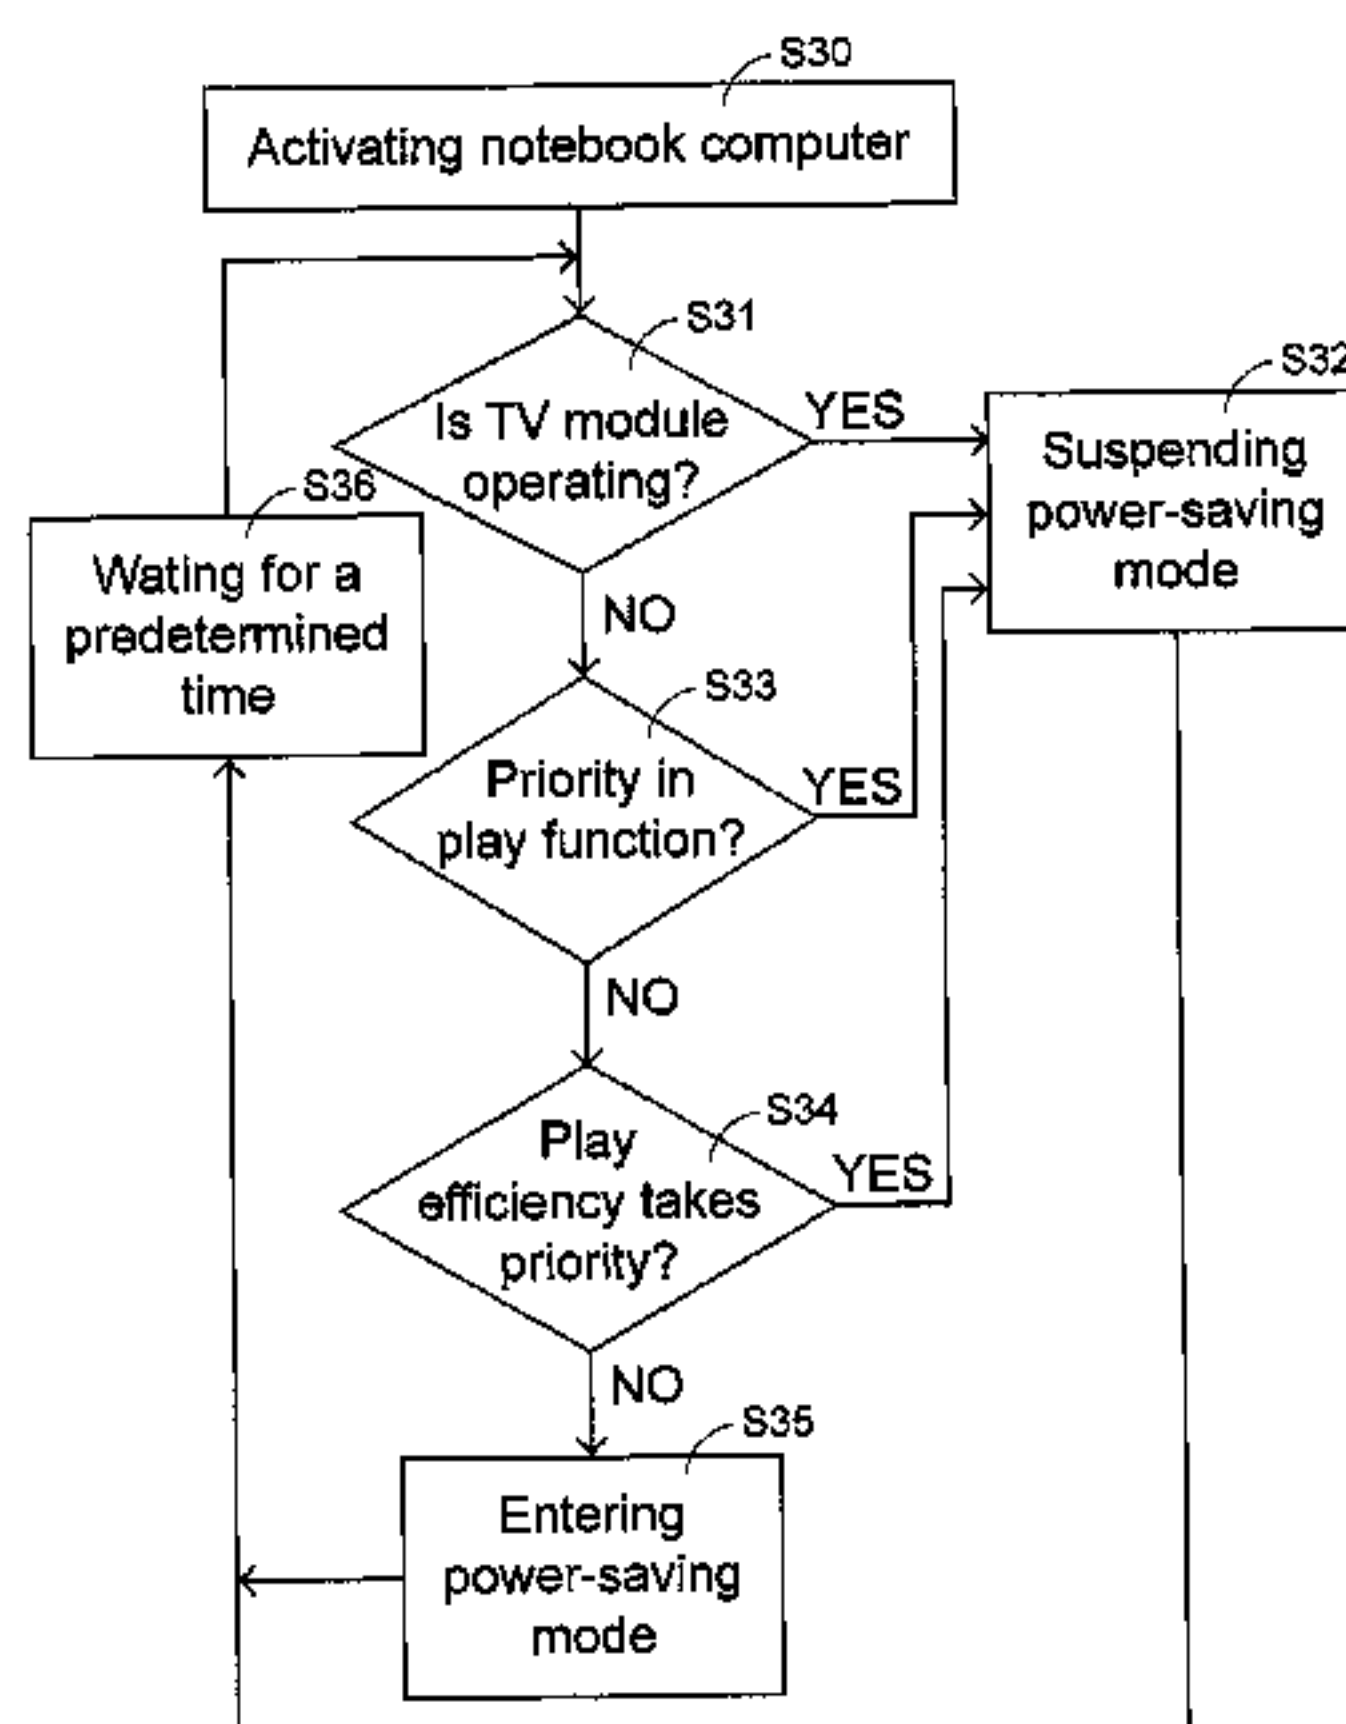 S30
Activating notebook computer
S31
Is TV module
operating?
YES
S32
Suspending
power-saving
mode
S36
Wating for a
predetermined
time
NO
S33
Priority in
play function?
YES
NO
S34
Play
efficiency takes
priority?
YES
NO
S35
Entering
power-saving
mode